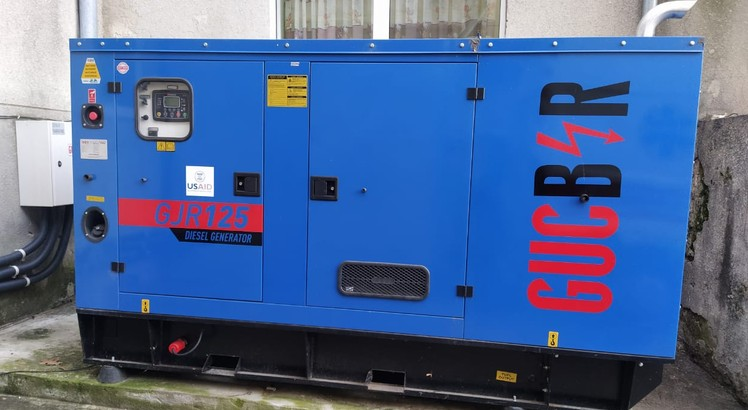 USAID
GJR125
DIESEL GENERATOR
GUCBIR